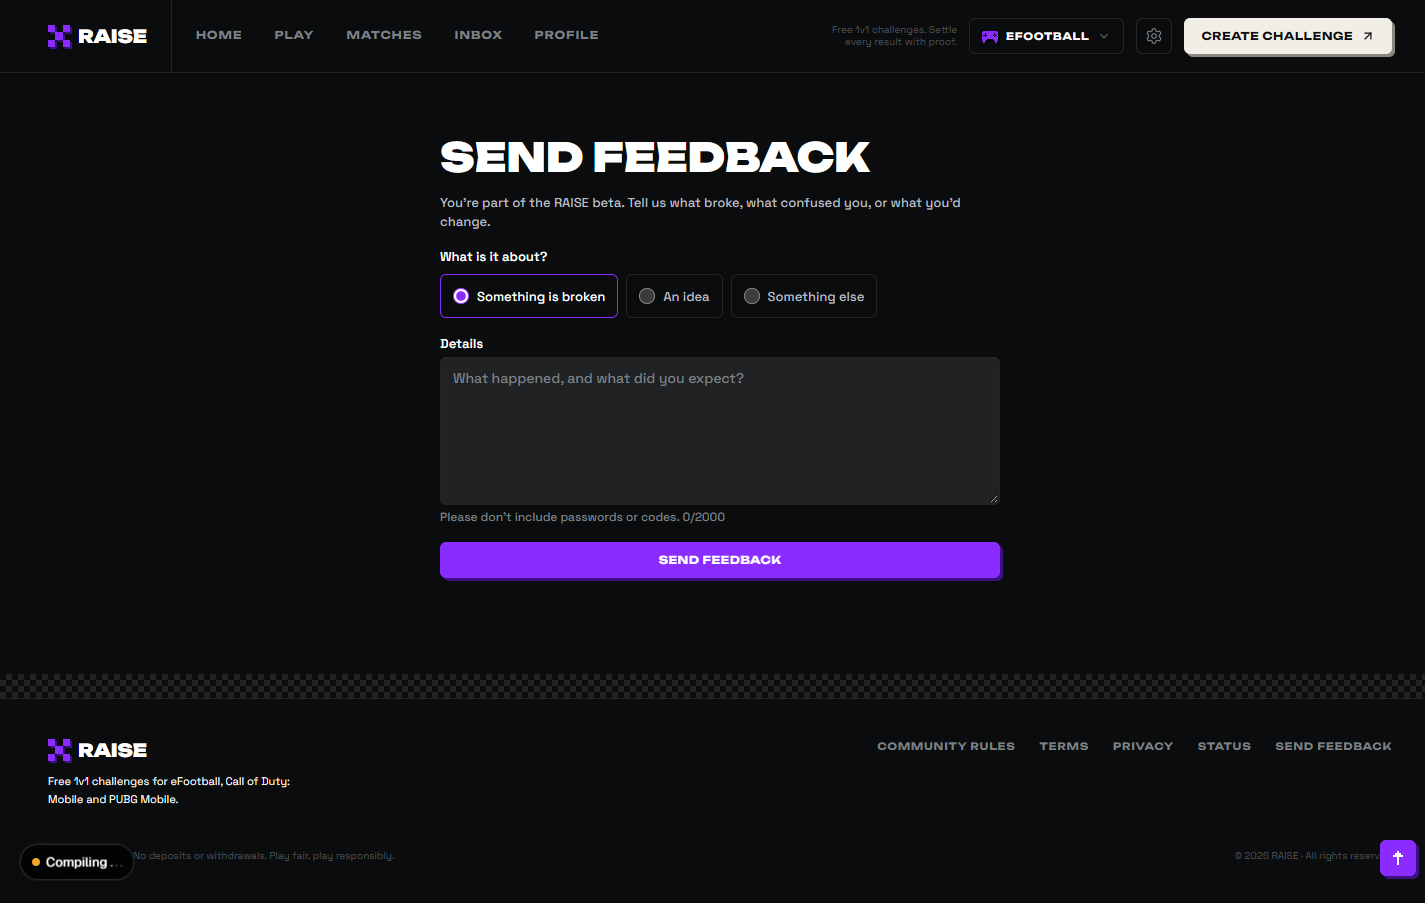 RAISE
HOME
PLAY
MATCHES
INBOX
PROFILE
Free 1v1 challenges. Settle
every result with proof.
EFOOTBALL
CREATE CHALLENGE
SEND FEEDBACK
You're part of the RAISE beta. Tell us what broke, what confused you, or what you'd
change.
What is it about?
Something is broken
An idea
Something else
Details
What happened, and what did you expect?
Please don't include passwords or codes. 0/2000
SEND FEEDBACK
RAISE
COMMUNITY RULES
TERMS
PRIVACY
STATUS
SEND FEEDBACK
Free 1v1 challenges for eFootball, Call of Duty:
Mobile and PUBG Mobile.
Compiling...
No deposits or withdrawals. Play fair, play responsibly.
© 2026 RAISE · All rights reserv